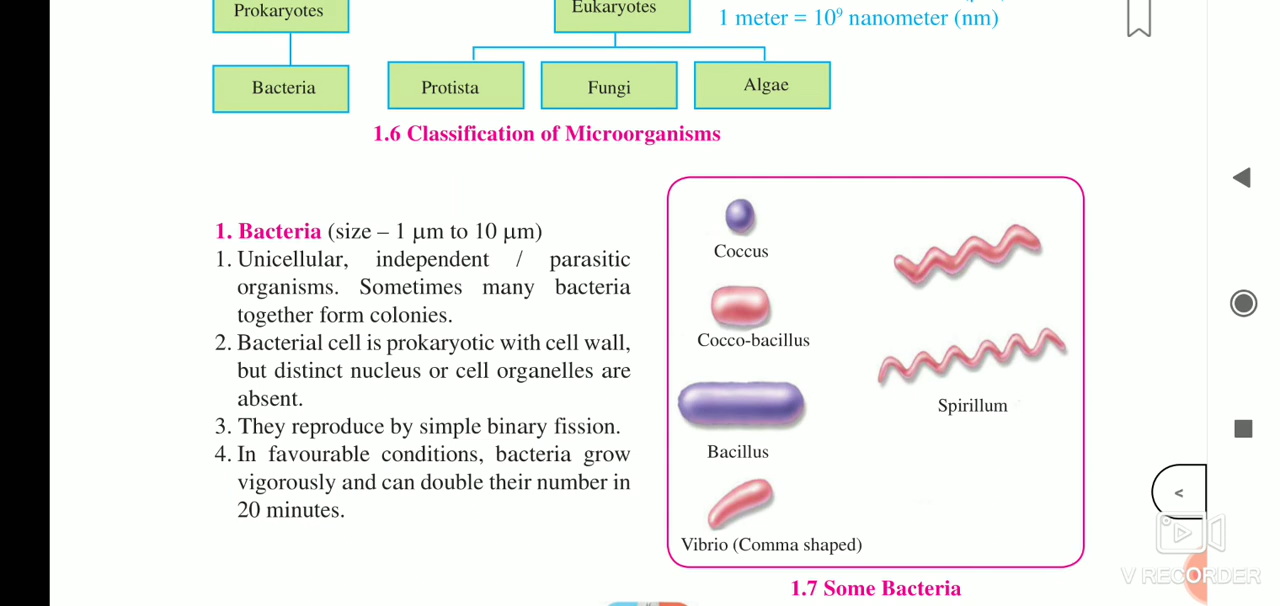 Prokaryotes
Eukaryotes
1 meter = 10⁹ nanometer (nm)
Bacteria
Protista
Fungi
Algae
1.6 Classification of Microorganisms
1. Bacteria (size – 1 μm to 10 μm)
1. Unicellular, independent / parasitic
organisms. Sometimes many bacteria
together form colonies.
2. Bacterial cell is prokaryotic with cell wall,
but distinct nucleus or cell organelles are
absent.
3. They reproduce by simple binary fission.
4. In favourable conditions, bacteria grow
vigorously and can double their number in
20 minutes.
Coccus
Cocco-bacillus
Bacillus
Vibrio (Comma shaped)
Spirillum
1.7 Some Bacteria
<
V RECORDER